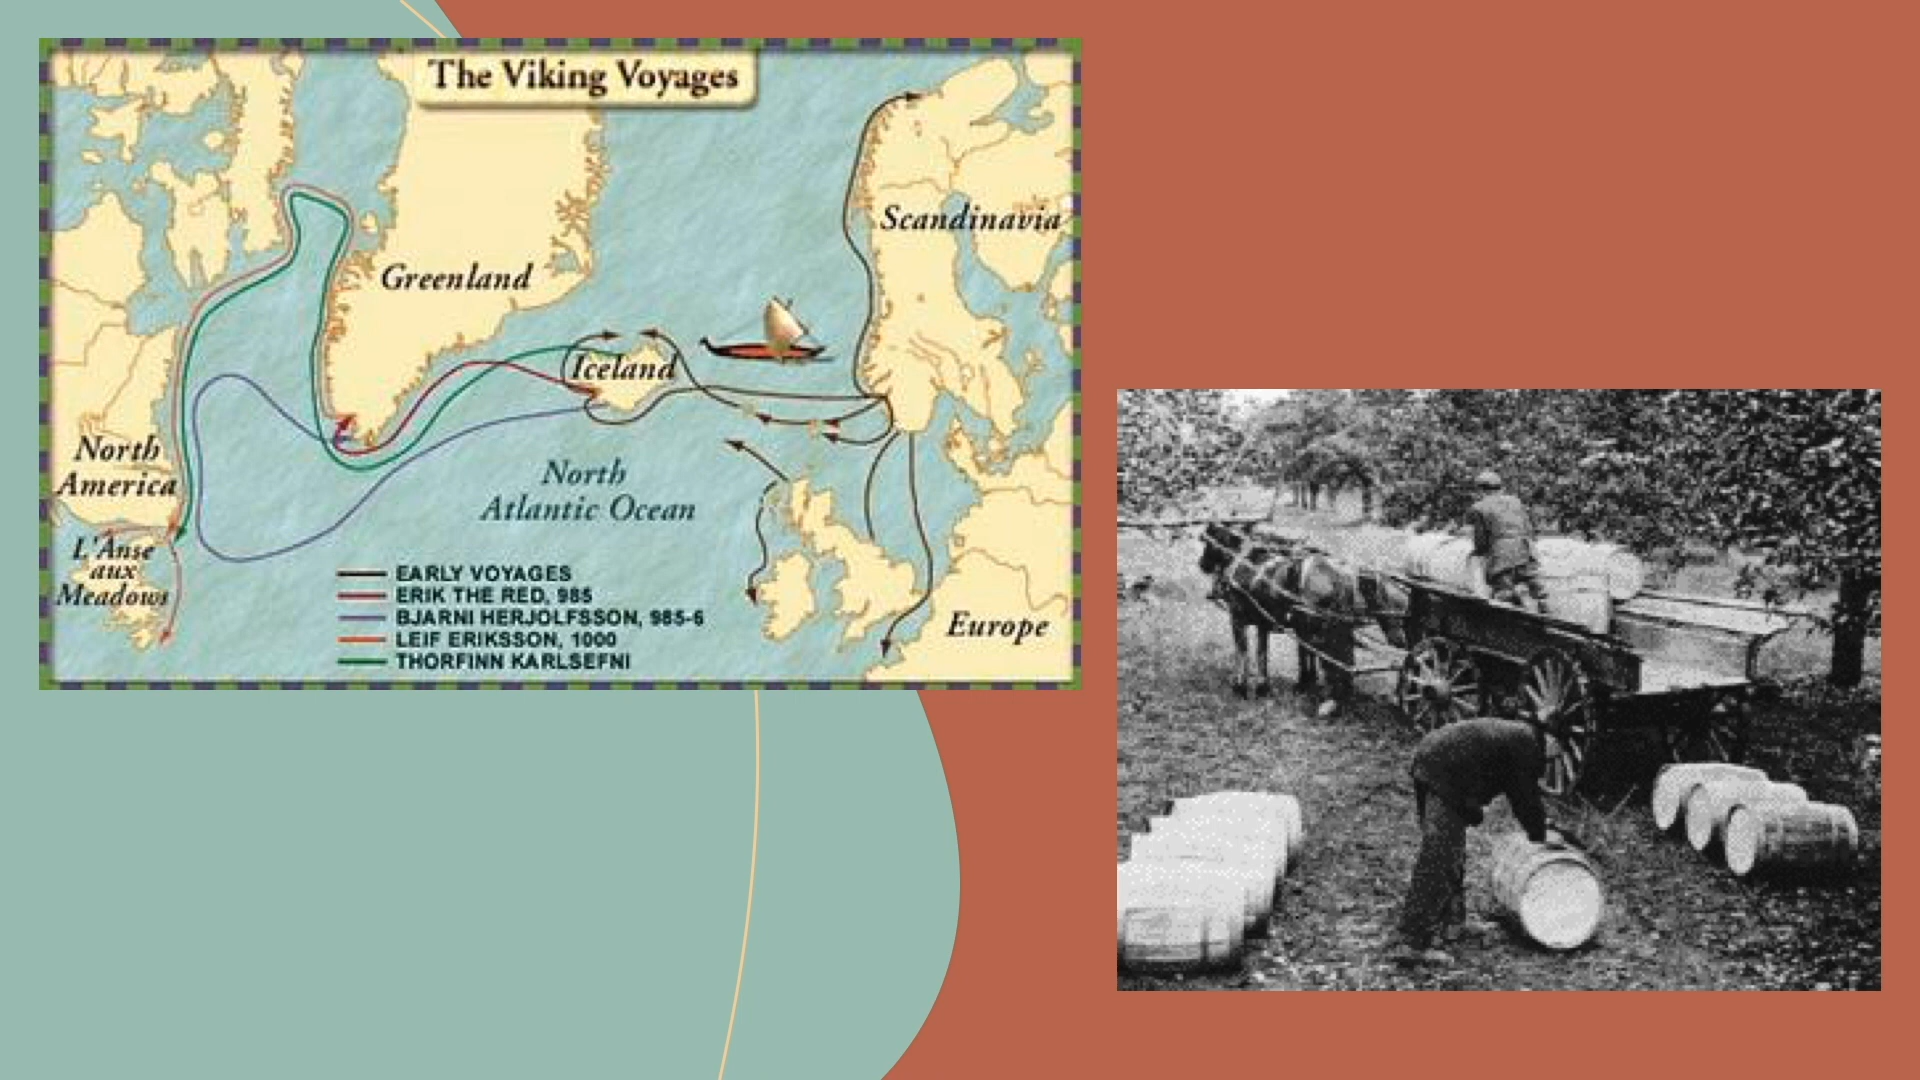 The Viking Voyages
Scandinavia
Greenland
Iceland
North
America
North
Atlantic Ocean
L'Anse
aux
Meadows
Europe
EARLY VOYAGES
ERIK THE RED, 985
BJARNI HERJOLFSSON, 985-6
LEIF ERIKSSON, 1000
THORFINN KARLSEFNI